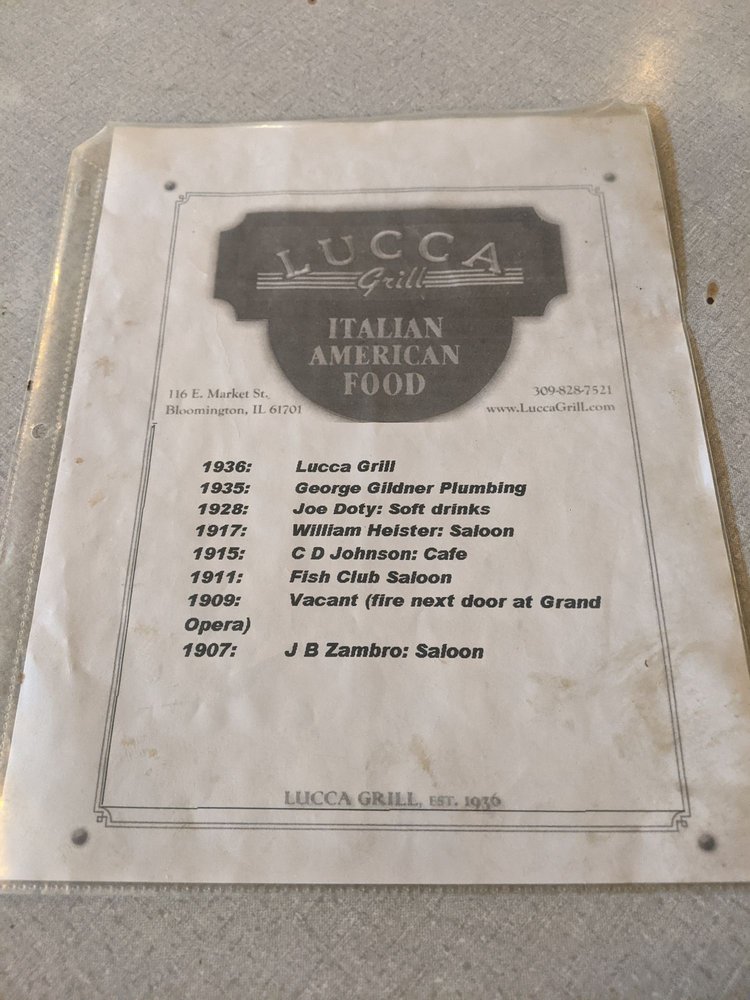 LUCCA
Grill
ITALIAN
AMERICAN
FOOD
116 E. Market St.
Bloomington, IL 61701
309-828-7521
www.LuccaGrill.com
1936: Lucca Grill
1935: George Gildner Plumbing
1928: Joe Doty: Soft drinks
1917: William Heister: Saloon
1915: C D Johnson: Cafe
1911: Fish Club Saloon
1909: Vacant (fire next door at Grand
Opera)
1907: J B Zambro: Saloon
LUCCA GRILL, EST. 1936